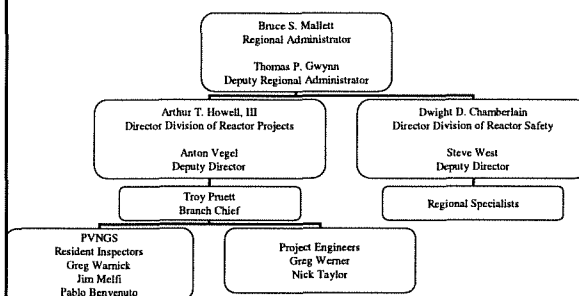 Bruce S. Mallett
Regional Administrator
Thomas P. Gwynn
Deputy Regional Administrator
Arthur T. Howell, III
Director Division of Reactor Projects
Anton Vegel
Deputy Director
Dwight D. Chamberlain
Director Division of Reactor Safety
Steve West
Deputy Director
Troy Pruett
Branch Chief
Regional Specialists
PVNGS
Resident Inspectors
Greg Warnick
Jim Melfi
Pablo Benvenuto
Project Engineers
Greg Werner
Nick Taylor